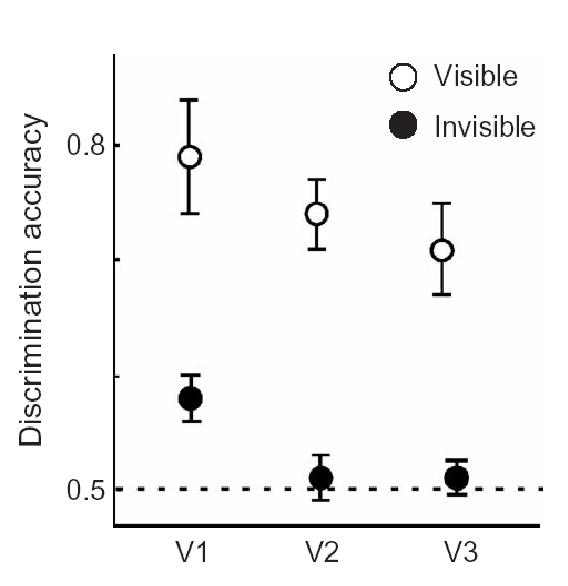 Visible
Invisible
Discrimination accuracy
0.8
0.5
V1 V2 V3